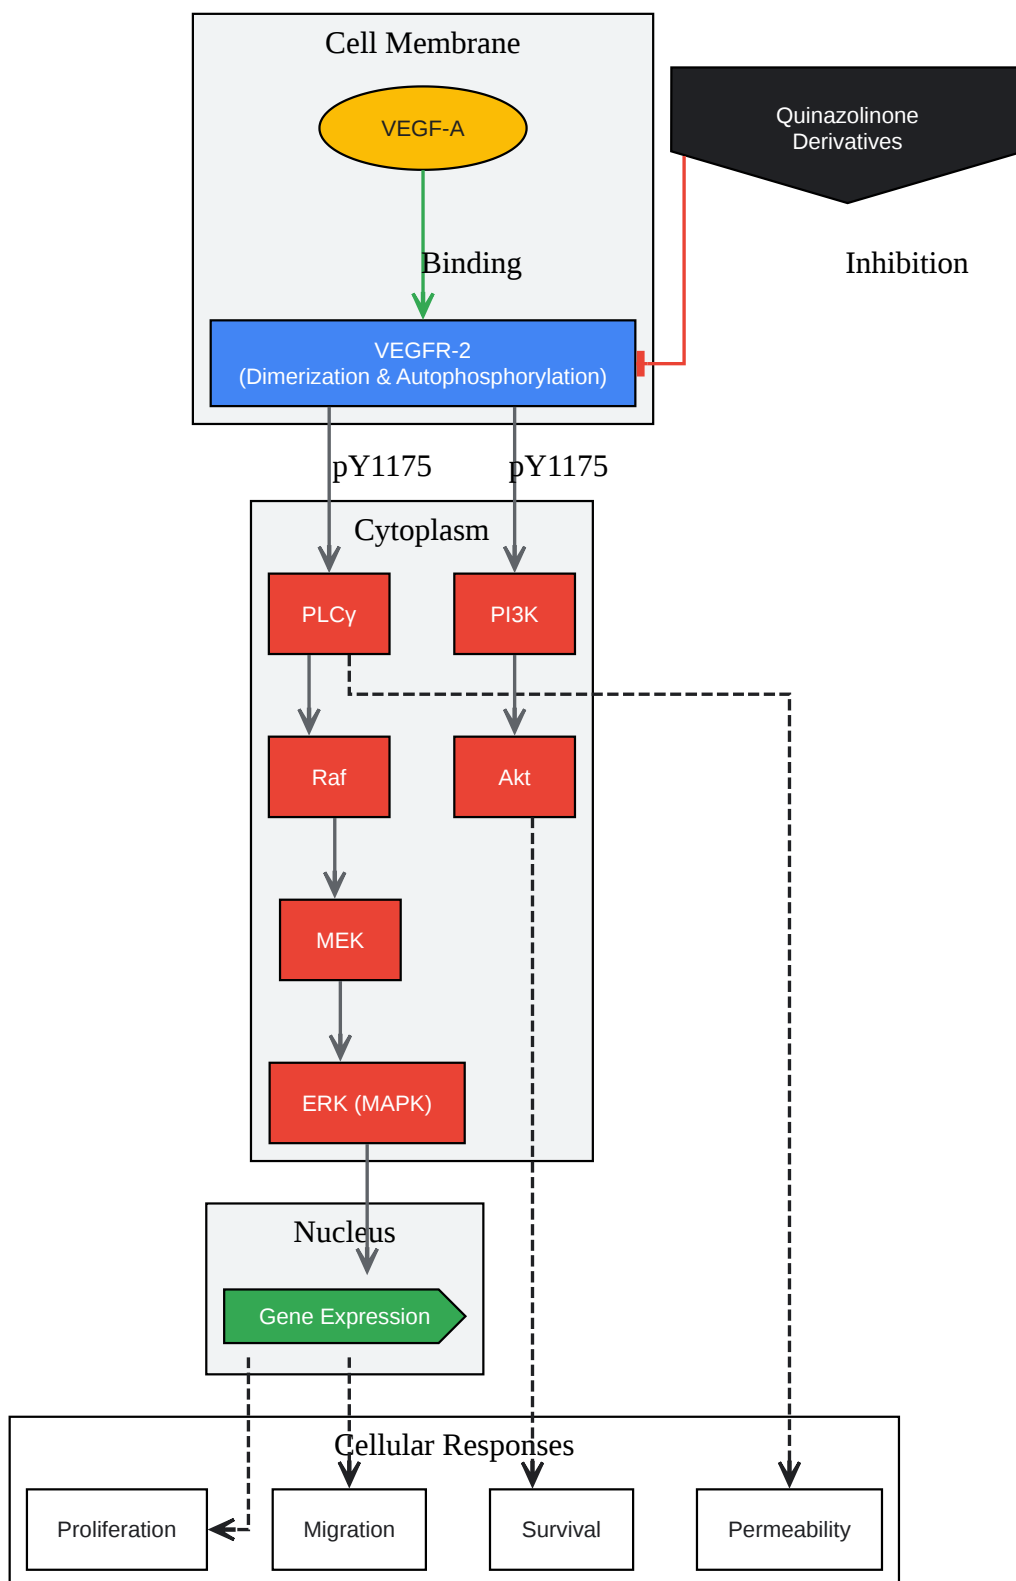 Cell Membrane
VEGF-A
Quinazolinone
Derivatives
Binding
Inhibition
VEGFR-2
(Dimerization & Autophosphorylation)
pY1175
pY1175
Cytoplasm
PLCγ
PI3K
Raf
Akt
MEK
ERK (MAPK)
Nucleus
Gene Expression
Cellular Responses
Proliferation
Migration
Survival
Permeability